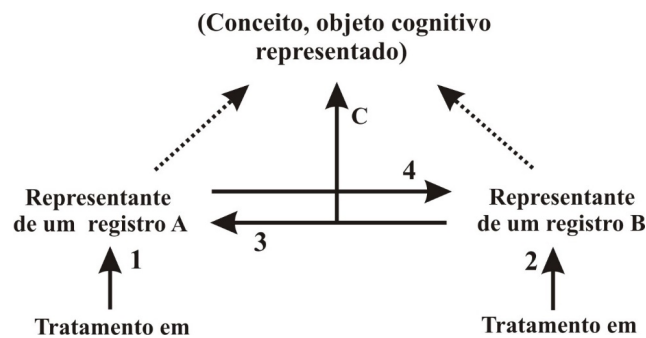 (Conceito, objeto cognitivo
representado)
C
4
Representante
de um registro A
Representante
de um registro B
3
1
2
Tratamento em
Tratamento em